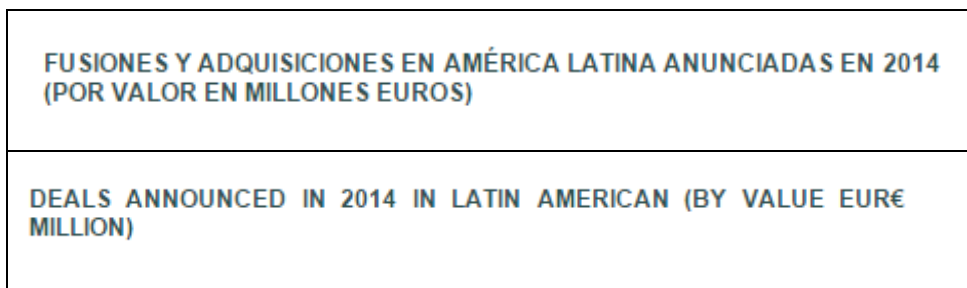 FUSIONES Y ADQUISICIONES EN AMÉRICA LATINA ANUNCIADAS EN 2014
(POR VALOR EN MILLONES EUROS)
DEALS ANNOUNCED IN 2014 IN LATIN AMERICAN (BY VALUE EUR€
MILLION)